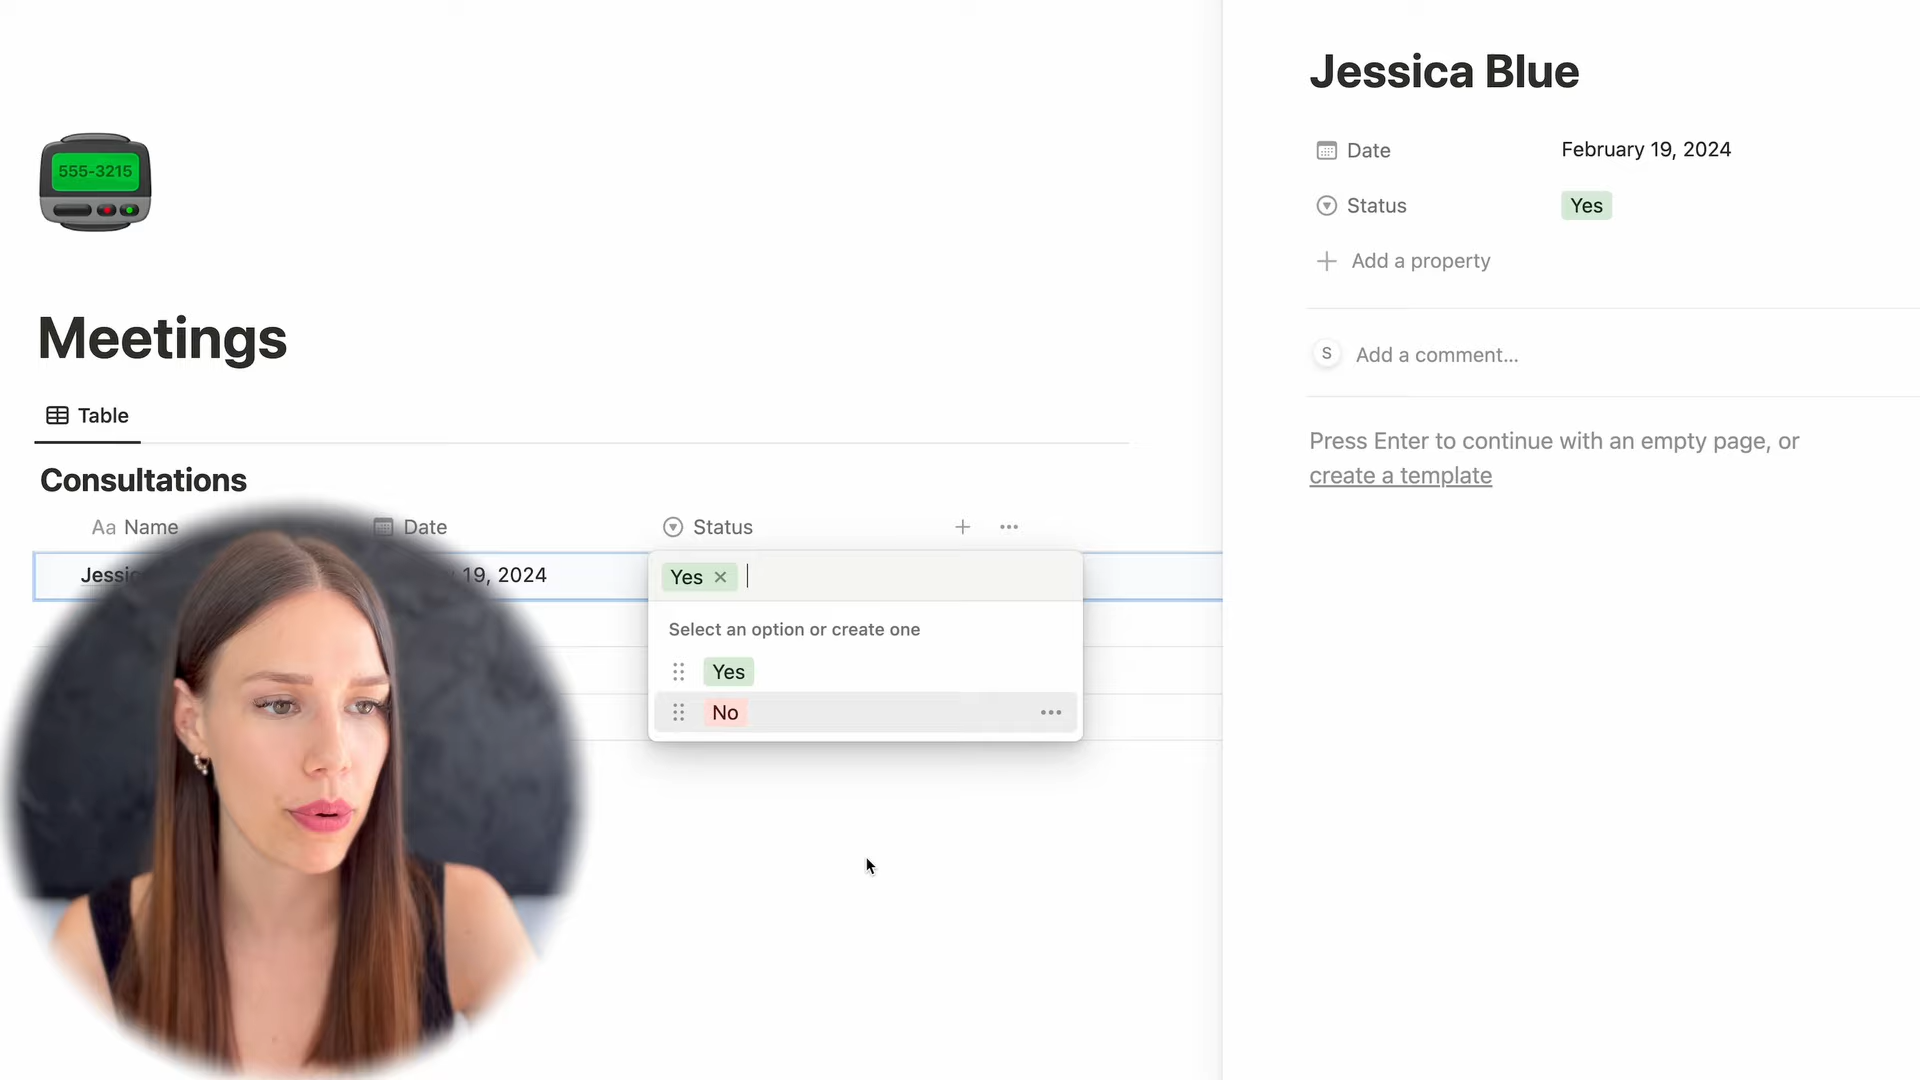 555-3215
Meetings
Table
Consultations
Aa Name
Date
Status
19, 2024
Yes
Select an option or create one
Yes
No
Jessica Blue
Date
February 19, 2024
Status
Yes
Add a property
S
Add a comment...
Press Enter to continue with an empty page, or
create a template